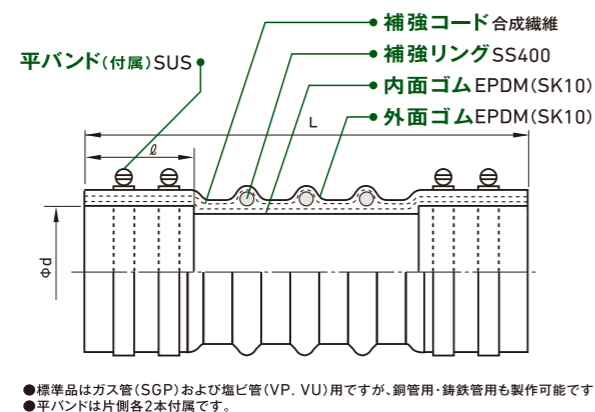 補強コード 合成繊維
平バンド(付属)SUS
補強リングSS400
内面ゴムEPDM(SK10)
外面ゴムEPDM(SK10)
L
ℓ
Φd
●標準品はガス管(SGP)および塩ビ管(VP. VU)用ですが、銅管用・鋳鉄管用も製作可能です
●平バンドは片側各2本付属です。